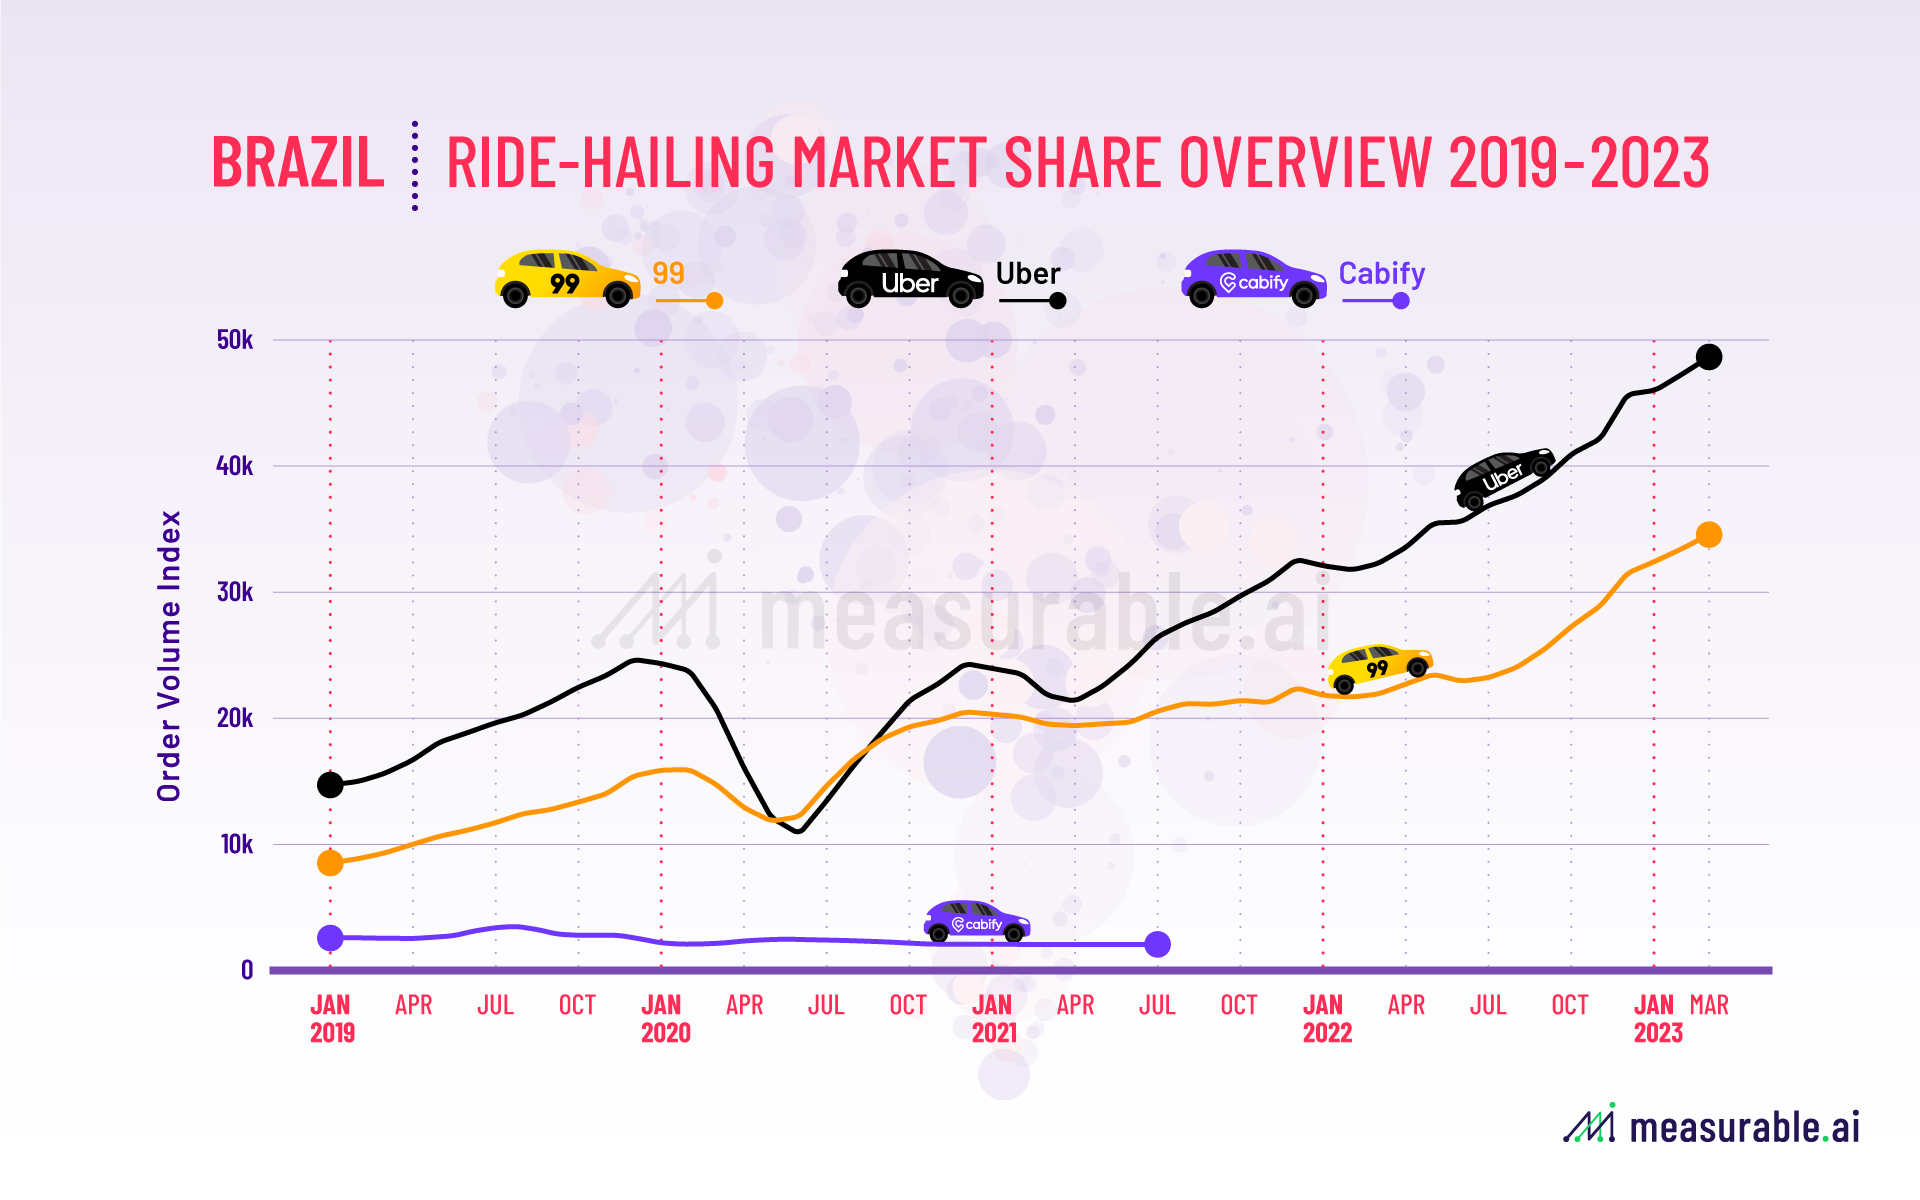 BRAZIL RIDE-HAILING MARKET SHARE OVERVIEW 2019-2023
99 99 Uber Uber cabify Cabify
50k
40k
30k
20k
10k
0
Order Volume Index
measurable.ai
Uber
99
cabify
JAN APR JUL OCT JAN APR JUL OCT JAN APR JUL OCT JAN APR JUL OCT JAN MAR
2019 2020 2021 2022 2023
measurable.ai